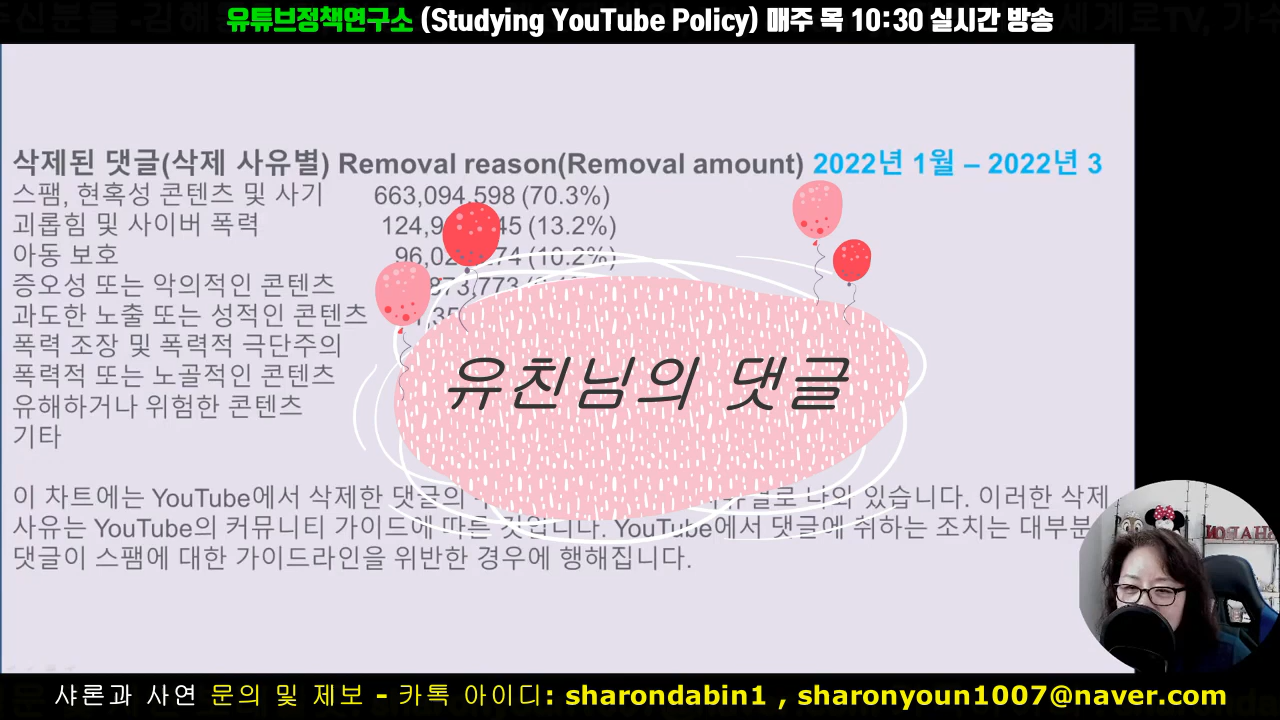 유튜브정책연구소 (Studying YouTube Policy) 매주 목 10:30 실시간 방송
삭제된 댓글(삭제 사유별) Removal reason(Removal amount) 2022년 1월 – 2022년 3
스팸, 현혹성 콘텐츠 및 사기 663,094,598 (70.3%)
괴롭힘 및 사이버 폭력 (13.2%)
아동 보호 (10.2%)
증오성 또는 악의적인 콘텐츠
과도한 노출 또는 성적인 콘텐츠
폭력 조장 및 폭력적 극단주의
폭력적 또는 노골적인 콘텐츠
유해하거나 위험한 콘텐츠
기타
유친님의 댓글
이 차트에는 YouTube에서 삭제한 댓글의 나와 있습니다. 이러한 삭제
사유는 YouTube의 커뮤니티 가이드에 따른 것입니다. YouTube에서 댓글에 취하는 조치는 대부분
댓글이 스팸에 대한 가이드라인을 위반한 경우에 행해집니다.
샤론과 사연 문의 및 제보 - 카톡 아이디: sharondabin1 , sharonyoun1007@naver.com